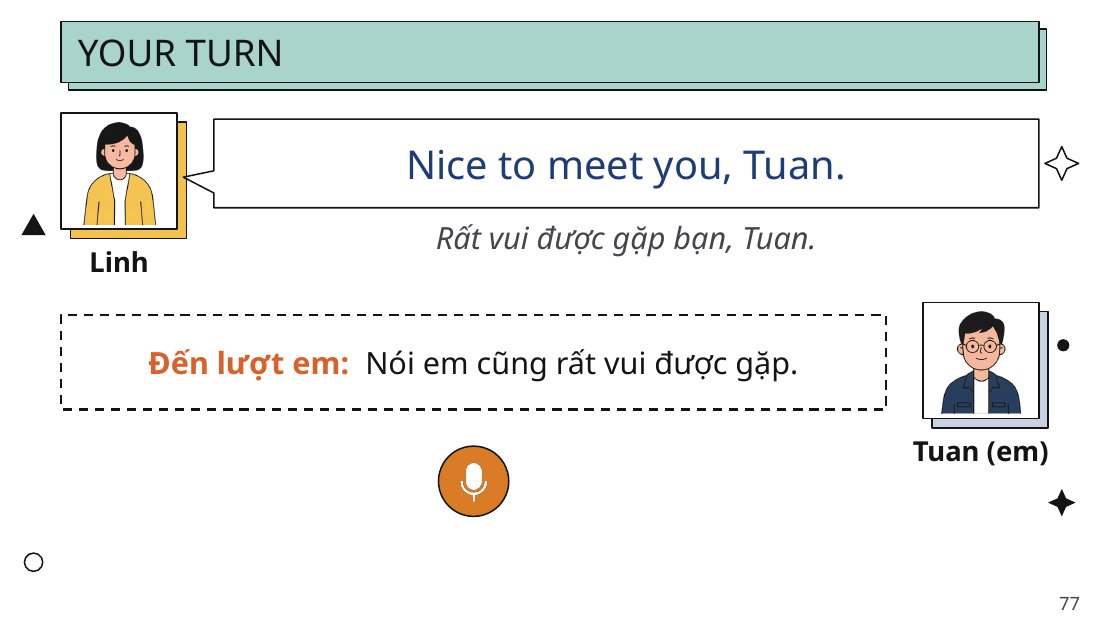 YOUR TURN
Nice to meet you, Tuan.
Rất vui được gặp bạn, Tuan.
Linh
Đến lượt em: Nói em cũng rất vui được gặp.
Tuan (em)
77